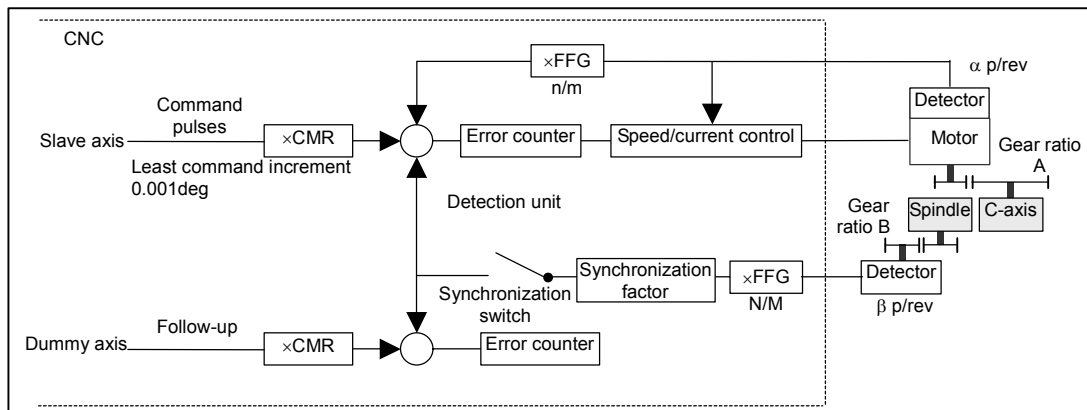 CNC
×FFG
n/m
α p/rev
Detector
Motor
Command
pulses
Slave axis
×CMR
Error counter
Speed/current control
Gear ratio
A
Least command increment
0.001deg
Detection unit
Gear
ratio B
Spindle
C-axis
Synchronization
switch
Synchronization
factor
×FFG
N/M
Detector
β p/rev
Follow-up
Dummy axis
×CMR
Error counter